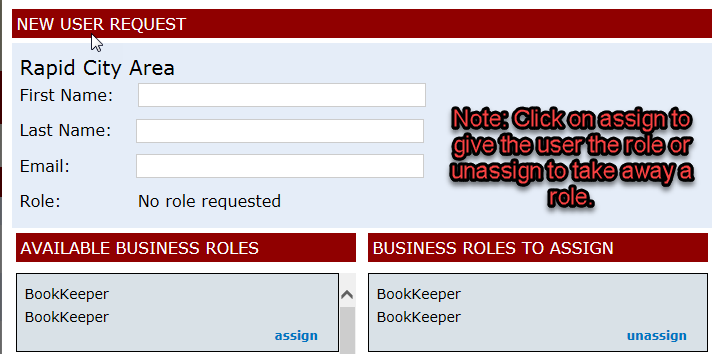 NEW USER REQUEST
Rapid City Area
First Name:
Last Name:
Email:
Role: No role requested
Note: Click on assign to
give the user the role or
unassign to take away a
role.
AVAILABLE BUSINESS ROLES
BookKeeper
BookKeeper
assign
BUSINESS ROLES TO ASSIGN
BookKeeper
BookKeeper
unassign